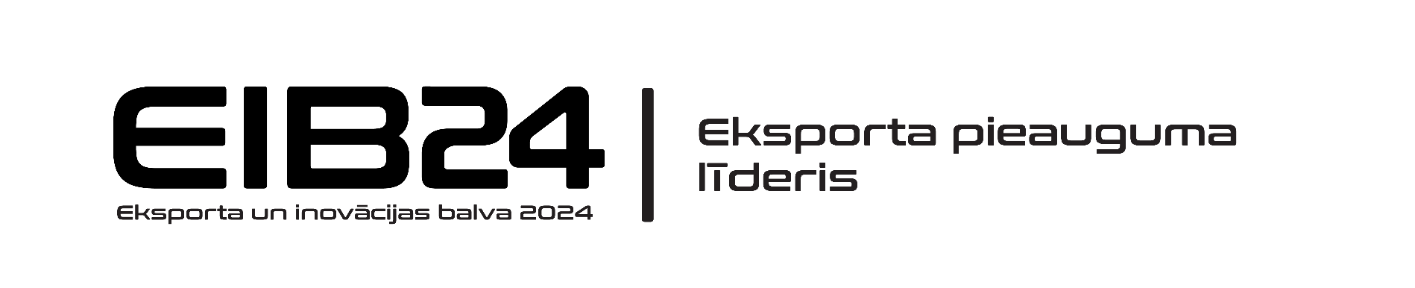 EIB24
Eksporta un inovācijas balva 2024
Eksporta pieauguma
līderis